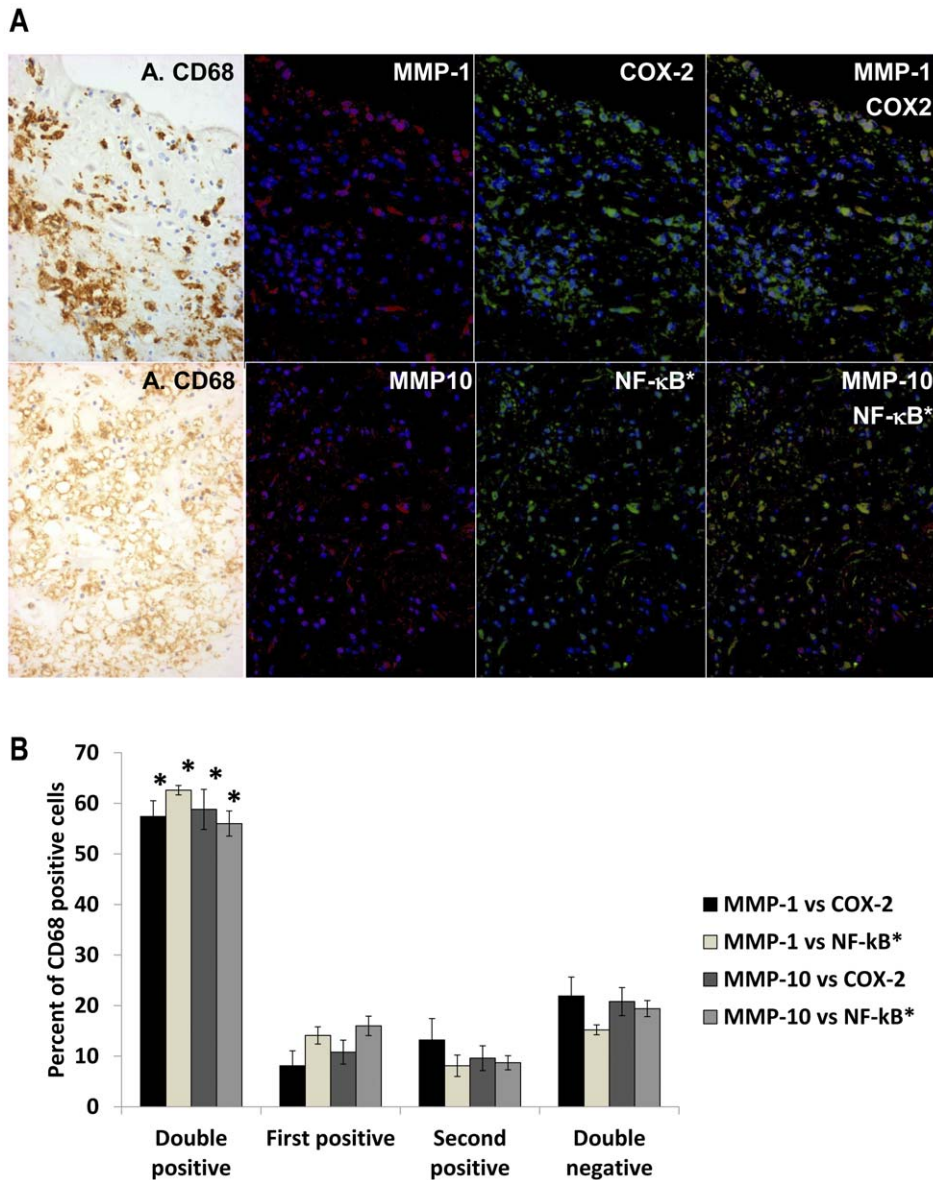 A
A. CD68
MMP-1
COX-2
MMP-1
COX2
A. CD68
MMP10
NF-κB*
MMP-10
NF-κB*
B
Percent of CD68 positive cells
70
60
50
40
30
20
10
0
* * * *
Double
positive
First positive
Second
positive
Double
negative
MMP-1 vs COX-2
MMP-1 vs NF-kB*
MMP-10 vs COX-2
MMP-10 vs NF-kB*